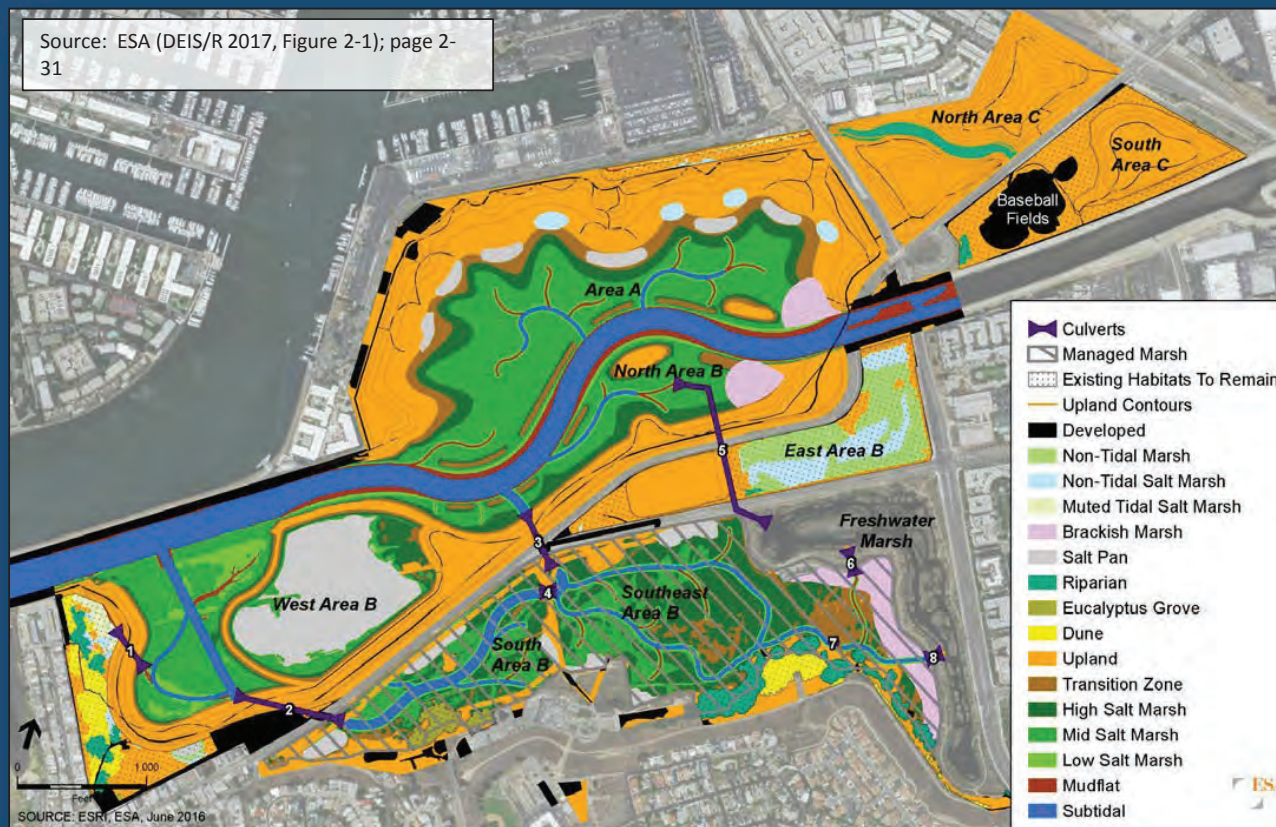 Source: ESA (DEIS/R 2017, Figure 2-1); page 2-
31
North Area C
South
Area C
Baseball
Fields
Area A
North Area B
5
East Area B
Freshwater
Marsh
3
6
4
Southeast
Area B
West Area B
South
Area B
7
8
1
2
Culverts
Managed Marsh
Existing Habitats To Remain
Upland Contours
Developed
Non-Tidal Marsh
Non-Tidal Salt Marsh
Muted Tidal Salt Marsh
Brackish Marsh
Salt Pan
Riparian
Eucalyptus Grove
Dune
Upland
Transition Zone
High Salt Marsh
Mid Salt Marsh
Low Salt Marsh
Mudflat
Subtidal
0 1,000
Feet
SOURCE: ESRI, ESA, June 2016
ES